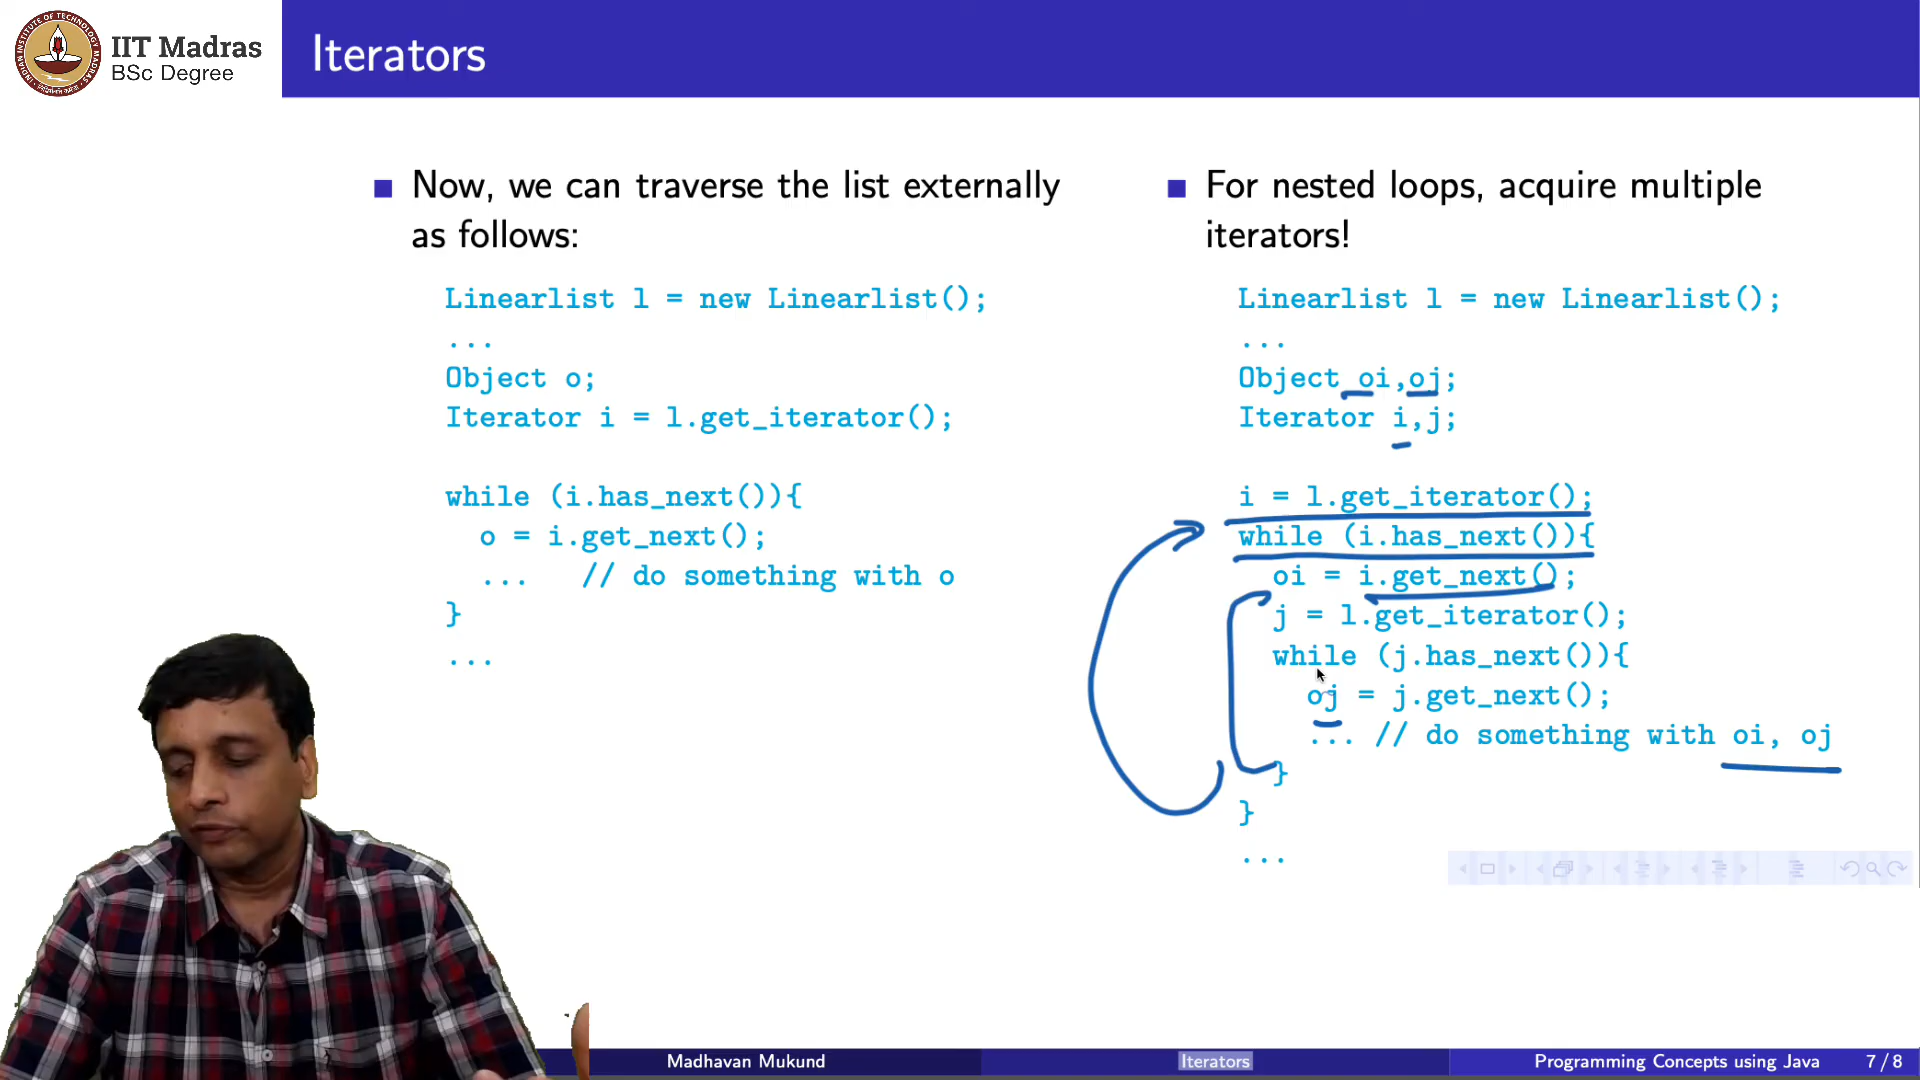 IIT Madras
BSc Degree
Iterators
Now, we can traverse the list externally
as follows:
Linearlist l = new Linearlist();
...
Object o;
Iterator i = l.get_iterator();
while (i.has_next()){
o = i.get_next();
... // do something with o
}
...
For nested loops, acquire multiple
iterators!
Linearlist l = new Linearlist();
...
Object oi,oj;
Iterator i,j;
i = l.get_iterator();
while (i.has_next()){
oi = i.get_next();
j = l.get_iterator();
while (j.has_next()){
oj = j.get_next();
... // do something with oi, oj
}
}
...
Madhavan Mukund
Iterators
Programming Concepts using Java
7 / 8